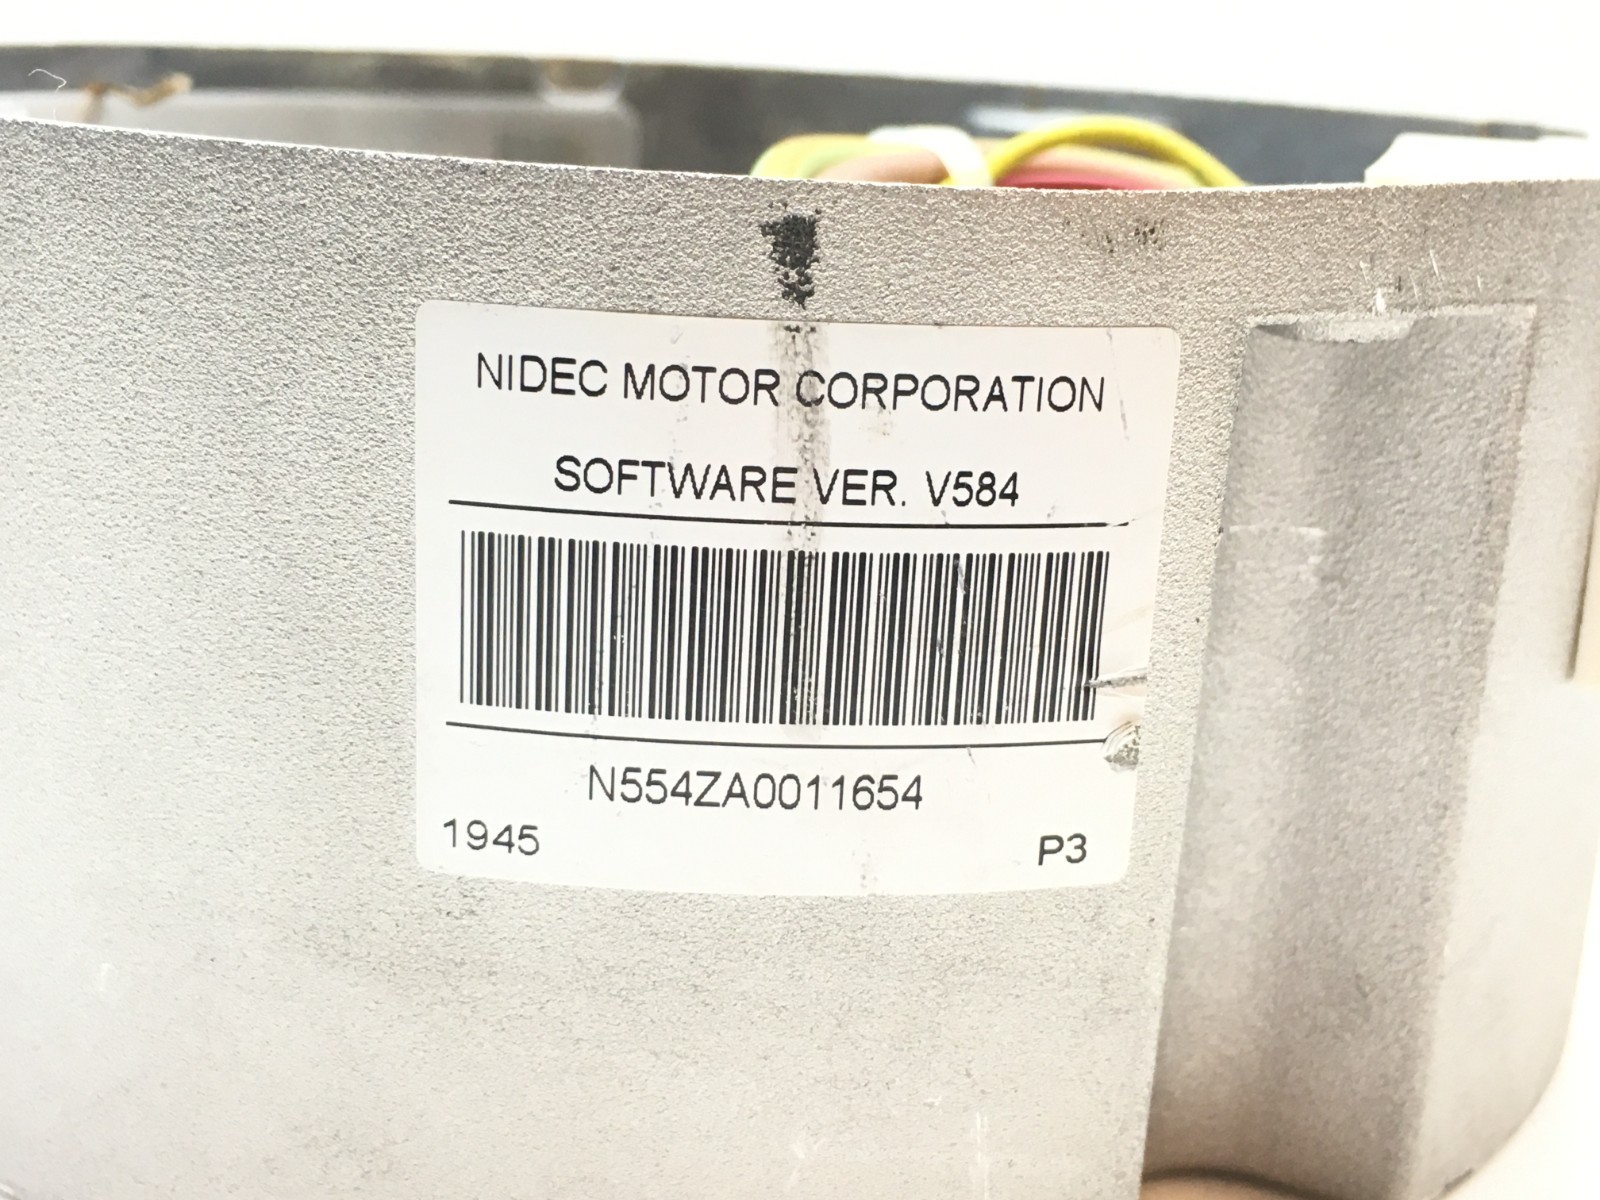 NIDEC MOTOR CORPORATION
SOFTWARE VER. V584
N554ZA0011654
1945 P3